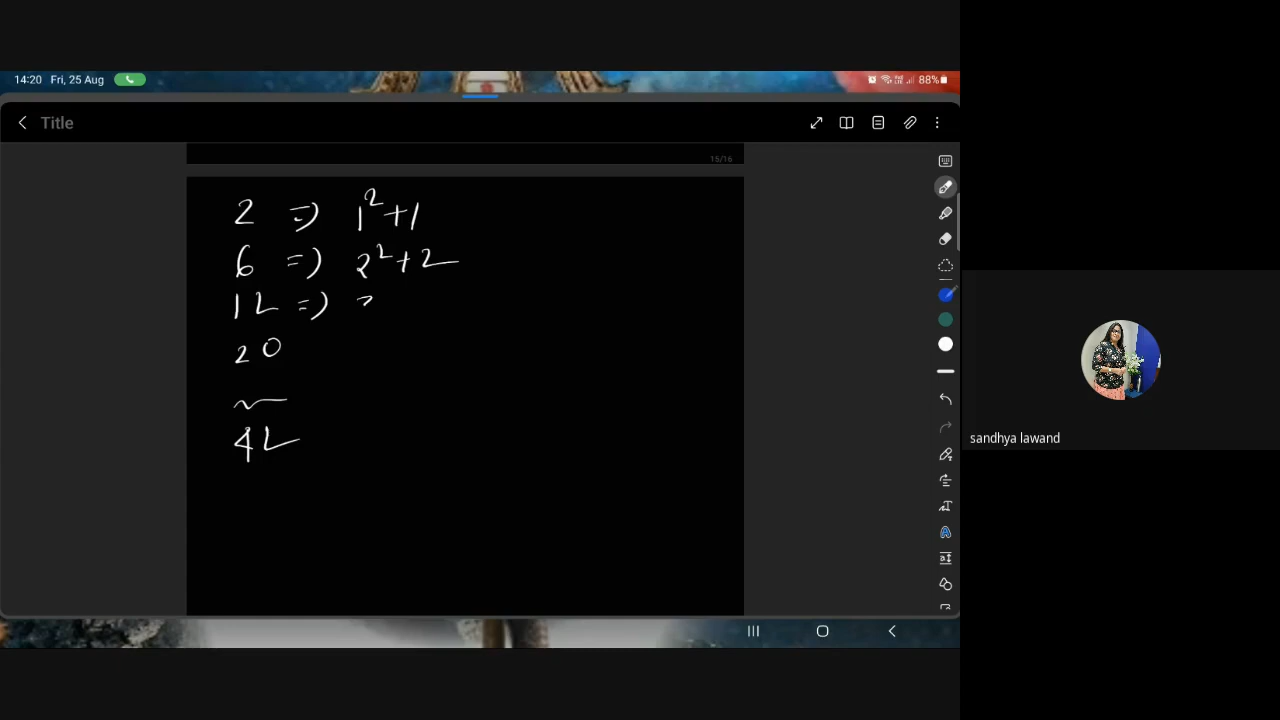 14:20 Fri, 25 Aug 88%
Title
15/16
2 => 1²+1
6 => 2²+2
12 =>
20
42
sandhya lawand